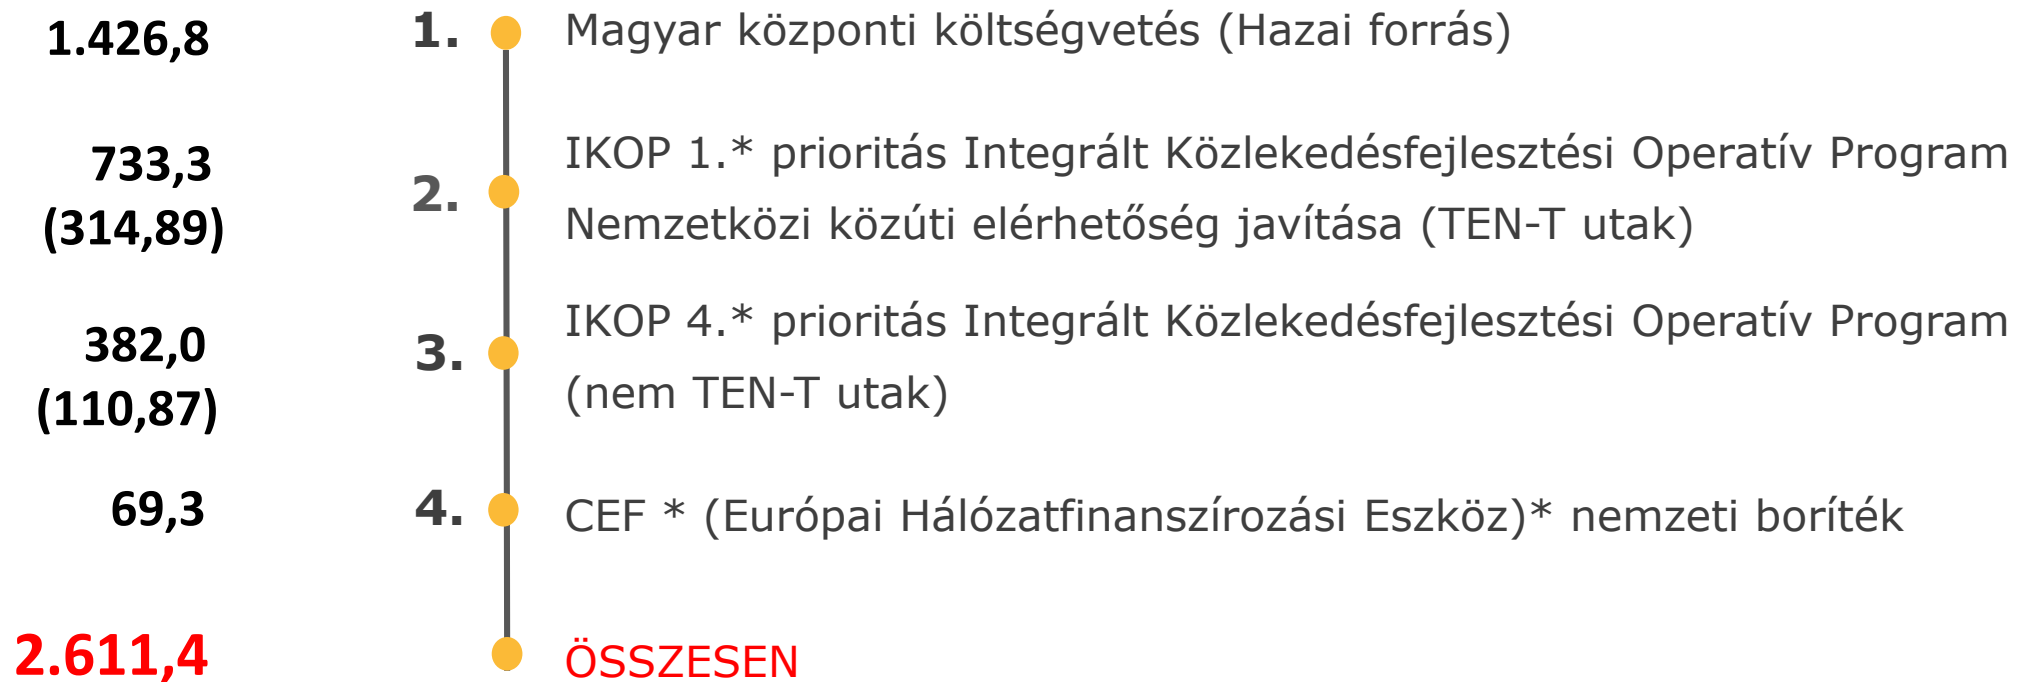 1.426,8 1. Magyar központi költségvetés (Hazai forrás)
733,3 IKOP 1.* prioritás Integrált Közlekedésfejlesztési Operatív Program
(314,89) 2. Nemzetközi közúti elérhetőség javítása (TEN-T utak)
382,0 3. IKOP 4.* prioritás Integrált Közlekedésfejlesztési Operatív Program
(110,87) (nem TEN-T utak)
69,3 4. CEF * (Európai Hálózatfinanszírozási Eszköz)* nemzeti boríték
2.611,4 ÖSSZESEN